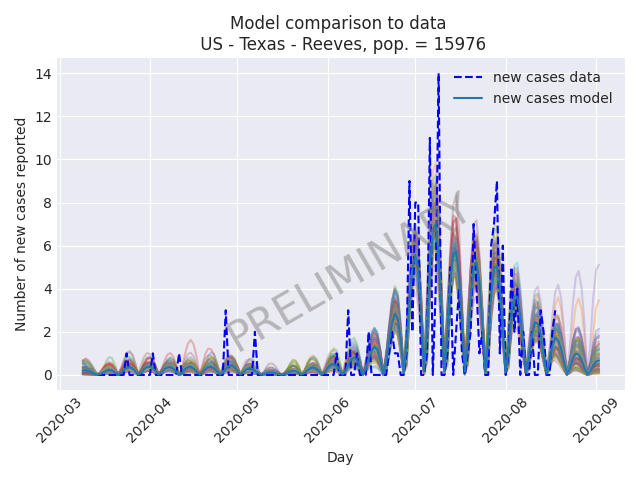 Model comparison to data
US - Texas - Reeves, pop. = 15976
new cases data
new cases model
Number of new cases reported
14
12
10
8
6
4
2
0
PRELIMINARY
2020-03
2020-04
2020-05
2020-06
2020-07
2020-08
2020-09
Day